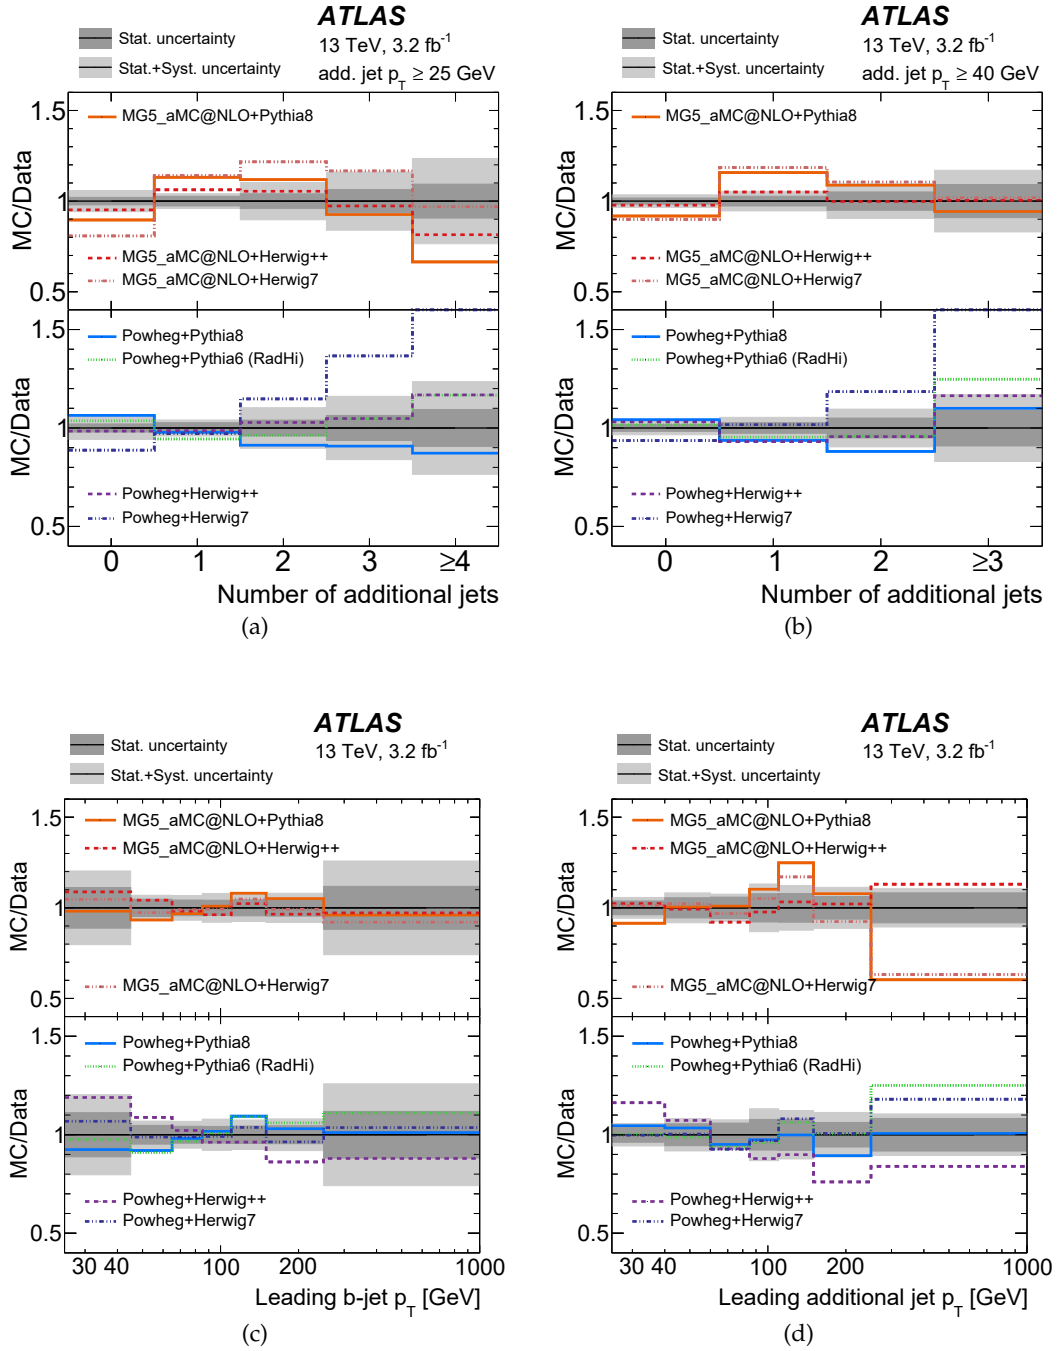 ATLAS
Stat. uncertainty
13 TeV, 3.2 fb⁻¹
Stat.+Syst. uncertainty
add. jet p_T ≥ 25 GeV
1.5
MG5_aMC@NLO+Pythia8
MC/Data
1
MG5_aMC@NLO+Herwig++
MG5_aMC@NLO+Herwig7
0.5
1.5
Powheg+Pythia8
Powheg+Pythia6 (RadHi)
MC/Data
1
Powheg+Herwig++
Powheg+Herwig7
0.5
0 1 2 3 ≥4
Number of additional jets
(a)
ATLAS
Stat. uncertainty
13 TeV, 3.2 fb⁻¹
Stat.+Syst. uncertainty
add. jet p_T ≥ 40 GeV
1.5
MG5_aMC@NLO+Pythia8
MC/Data
1
MG5_aMC@NLO+Herwig++
MG5_aMC@NLO+Herwig7
0.5
1.5
Powheg+Pythia8
Powheg+Pythia6 (RadHi)
MC/Data
1
Powheg+Herwig++
Powheg+Herwig7
0.5
0 1 2 ≥3
Number of additional jets
(b)
ATLAS
Stat. uncertainty
13 TeV, 3.2 fb⁻¹
Stat.+Syst. uncertainty
1.5
MG5_aMC@NLO+Pythia8
MG5_aMC@NLO+Herwig++
MC/Data
1
MG5_aMC@NLO+Herwig7
0.5
1.5
Powheg+Pythia8
Powheg+Pythia6 (RadHi)
MC/Data
1
Powheg+Herwig++
Powheg+Herwig7
0.5
30 40 100 200 1000
Leading b-jet p_T [GeV]
(c)
ATLAS
Stat. uncertainty
13 TeV, 3.2 fb⁻¹
Stat.+Syst. uncertainty
1.5
MG5_aMC@NLO+Pythia8
MG5_aMC@NLO+Herwig++
MC/Data
1
MG5_aMC@NLO+Herwig7
0.5
1.5
Powheg+Pythia8
Powheg+Pythia6 (RadHi)
MC/Data
1
Powheg+Herwig++
Powheg+Herwig7
0.5
30 40 100 200 1000
Leading additional jet p_T [GeV]
(d)